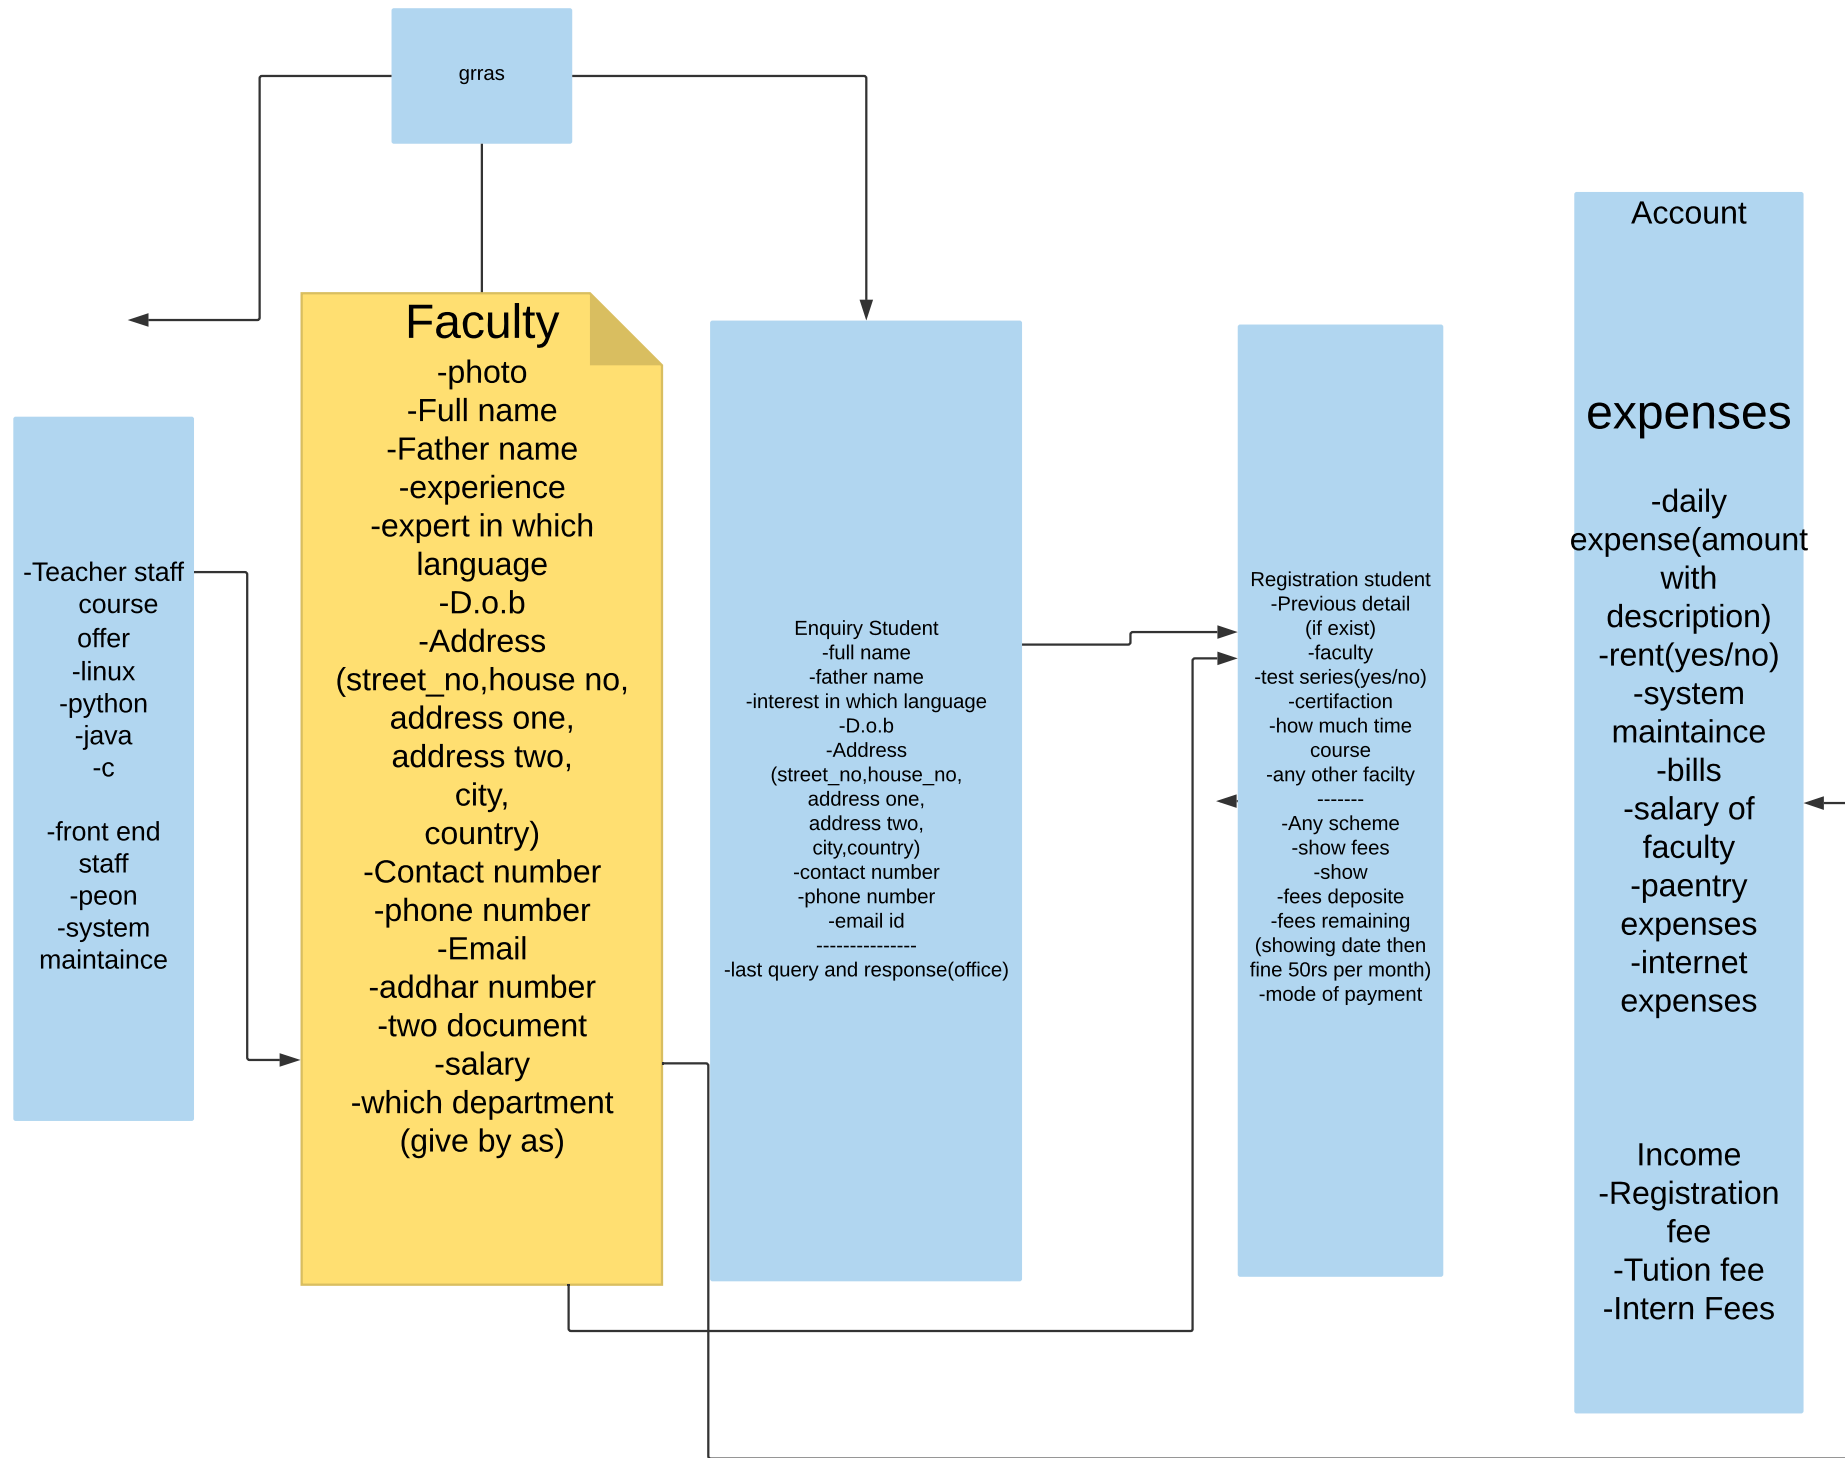 grras
-Teacher staff
course
offer
-linux
-python
-java
-c
-front end
staff
-peon
-system
maintaince
Faculty
-photo
-Full name
-Father name
-experience
-expert in which
language
-D.o.b
-Address
(street_no,house no,
address one,
address two,
city,
country)
-Contact number
-phone number
-Email
-addhar number
-two document
-salary
-which department
(give by as)
Enquiry Student
-full name
-father name
-interest in which language
-D.o.b
-Address
(street_no,house_no,
address one,
address two,
city,country)
-contact number
-phone number
-email id
---------------
-last query and response(office)
Registration student
-Previous detail
(if exist)
-faculty
-test series(yes/no)
-certifaction
-how much time
course
-any other facilty
-------
-Any scheme
-show fees
-show
-fees deposite
-fees remaining
(showing date then
fine 50rs per month)
-mode of payment
Account
expenses
-daily
expense(amount
with
description)
-rent(yes/no)
-system
maintaince
-bills
-salary of
faculty
-paentry
expenses
-internet
expenses
Income
-Registration
fee
-Tution fee
-Intern Fees